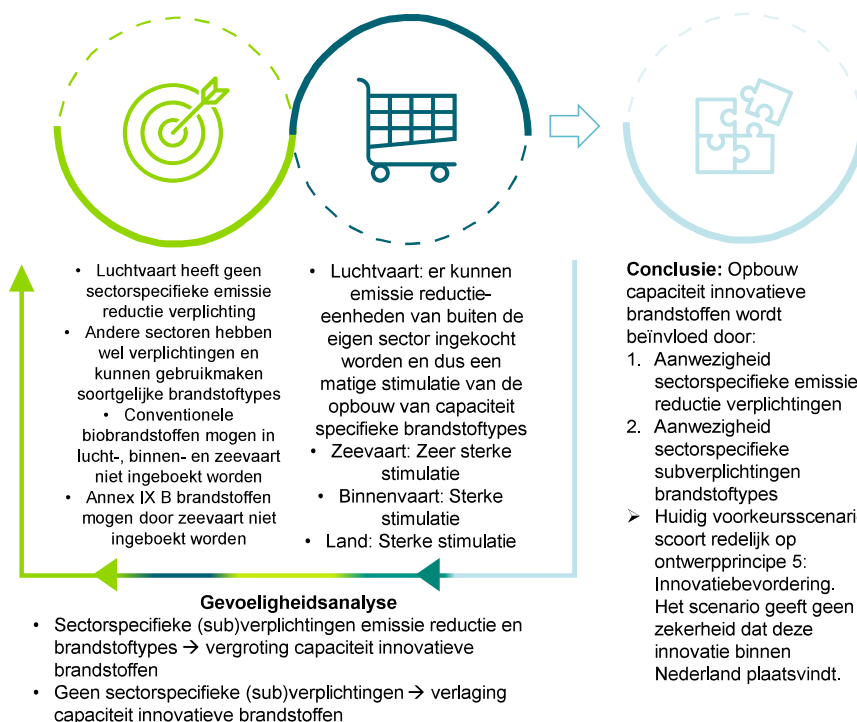 • Luchtvaart heeft geen
sectorspecifieke emissie
reductie verplichting
• Andere sectoren hebben
wel verplichtingen en
kunnen gebruikmaken
soortgelijke brandstoftypes
• Conventionele
biobrandstoffen mogen in
lucht-, binnen- en zeevaart
niet ingeboekt worden
• Annex IX B brandstoffen
mogen door zeevaart niet
ingeboekt worden
• Luchtvaart: er kunnen
emissie reductie-
eenheden van buiten de
eigen sector ingekocht
worden en dus een
matige stimulatie van de
opbouw van capaciteit
specifieke brandstoftypes
• Zeevaart: Zeer sterke
stimulatie
• Binnenvaart: Sterke
stimulatie
• Land: Sterke stimulatie
Conclusie: Opbouw
capaciteit innovatieve
brandstoffen wordt
beïnvloed door:
1. Aanwezigheid
sectorspecifieke emissie
reductie verplichtingen
2. Aanwezigheid
sectorspecifieke
subverplichtingen
brandstoftypes
➢ Huidig voorkeursscenari
scoort redelijk op
ontwerpprincipe 5:
Innovatiebevordering.
Het scenario geeft geen
zekerheid dat deze
innovatie binnen
Nederland plaatsvindt.
Gevoeligheidsanalyse
• Sectorspecifieke (sub)verplichtingen emissie reductie en
brandstoftypes → vergroting capaciteit innovatieve
brandstoffen
• Geen sectorspecifieke (sub)verplichtingen → verlaging
capaciteit innovatieve brandstoffen